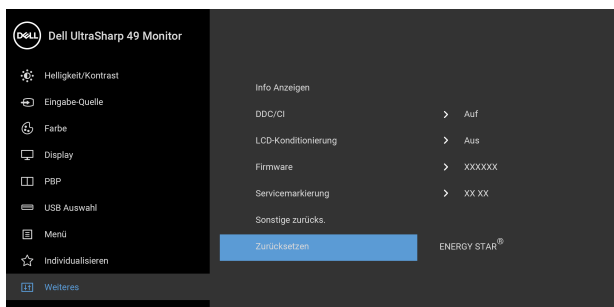 DELL Dell UltraSharp 49 Monitor
Helligkeit/Kontrast
Eingabe-Quelle
Farbe
Display
PBP
USB Auswahl
Menü
Individualisieren
Weiteres
Info Anzeigen
DDC/CI > Auf
LCD-Konditionierung > Aus
Firmware > XXXXXX
Servicemarkierung > XX XX
Sonstige zurücks.
Zurücksetzen ENERGY STAR®